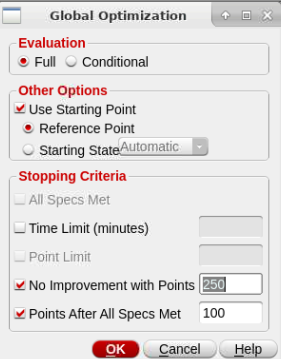 Global Optimization
Evaluation
Full Conditional
Other Options
Use Starting Point
Reference Point
Starting State Automatic
Stopping Criteria
All Specs Met
Time Limit (minutes)
Point Limit
No Improvement with Points 250
Points After All Specs Met 100
OK Cancel Help